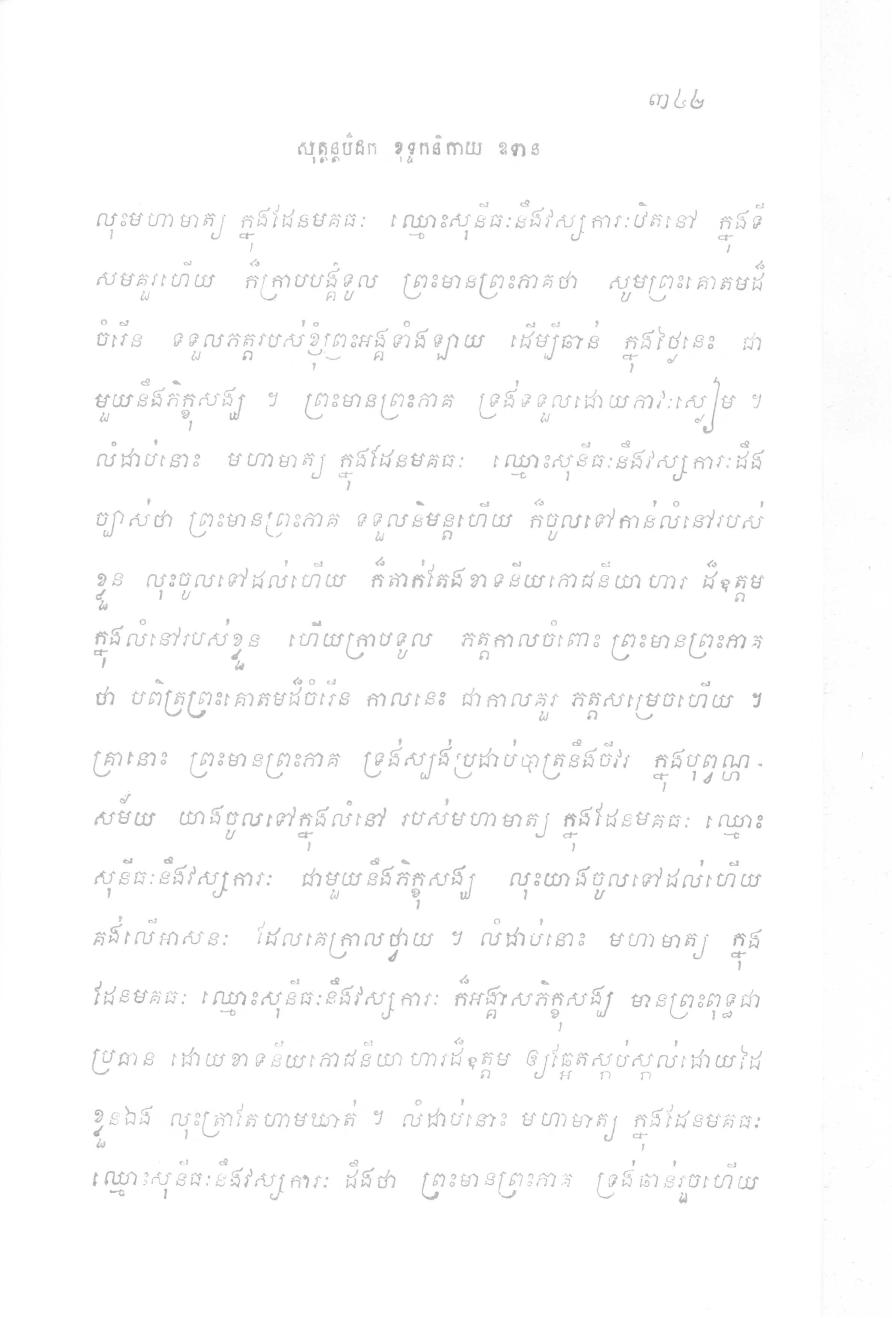 ៣៤២
សុត្តន្តបិដក ខុទ្ទកនិកាយ ឧទាន
លុះមហាមាត្យ ក្នុងដែនមគធៈ ឈ្មោះសុនីធៈនឹងវស្សការៈឋិតនៅ ក្នុងទី
សមគួរហើយ ក៏ក្រាបបង្គំទូល ព្រះមានព្រះភាគថា សូមព្រះគោតមដ៏
ចំរើន ទទួលភត្តរបស់ខ្ញុំព្រះអង្គទាំងឡាយ ដើម្បីឆាន់ ក្នុងថ្ងៃនេះ ជា
មួយនឹងភិក្ខុសង្ឃ ។ ព្រះមានព្រះភាគ ទ្រង់ទទួលដោយភាវៈស្ងៀម ។
លំដាប់នោះ មហាមាត្យ ក្នុងដែនមគធៈ ឈ្មោះសុនីធៈនឹងវស្សការៈដឹង
ច្បាស់ថា ព្រះមានព្រះភាគ ទទួលនិមន្តហើយ ក៏ចូលទៅកាន់លំនៅរបស់
ខ្លួន លុះចូលទៅដល់ហើយ ក៏តាក់តែងខាទនីយភោជនីយាហារ ដ៏ឧត្តម
ក្នុងលំនៅរបស់ខ្លួន ហើយក្រាបទូល ភត្តកាលចំពោះ ព្រះមានព្រះភាគ
ថា បពិត្រព្រះគោតមដ៏ចំរើន កាលនេះ ជាកាលគួរ ភត្តសម្រេចហើយ ។
គ្រានោះ ព្រះមានព្រះភាគ ទ្រង់ស្បង់ប្រដាប់បាត្រនឹងចីវរ ក្នុងបុព្វណ្ហ-
សម័យ យាងចូលទៅក្នុងលំនៅ របស់មហាមាត្យ ក្នុងដែនមគធៈ ឈ្មោះ
សុនីធៈនឹងវស្សការៈ ជាមួយនឹងភិក្ខុសង្ឃ លុះយាងចូលទៅដល់ហើយ
គង់លើអាសនៈ ដែលគេក្រាលថ្វាយ ។ លំដាប់នោះ មហាមាត្យ ក្នុង
ដែនមគធៈ ឈ្មោះសុនីធៈនឹងវស្សការៈ ក៏អង្គាសភិក្ខុសង្ឃ មានព្រះពុទ្ធជា
ប្រធាន ដោយខាទនីយភោជនីយាហារដ៏ឧត្តម ឲ្យឆ្អែតស្កប់ស្កល់ដោយដៃ
ខ្លួនឯង លុះត្រាតែហាមឃាត់ ។ លំដាប់នោះ មហាមាត្យ ក្នុងដែនមគធៈ
ឈ្មោះសុនីធៈនឹងវស្សការៈ ដឹងថា ព្រះមានព្រះភាគ ទ្រង់ឆាន់រួចហើយ